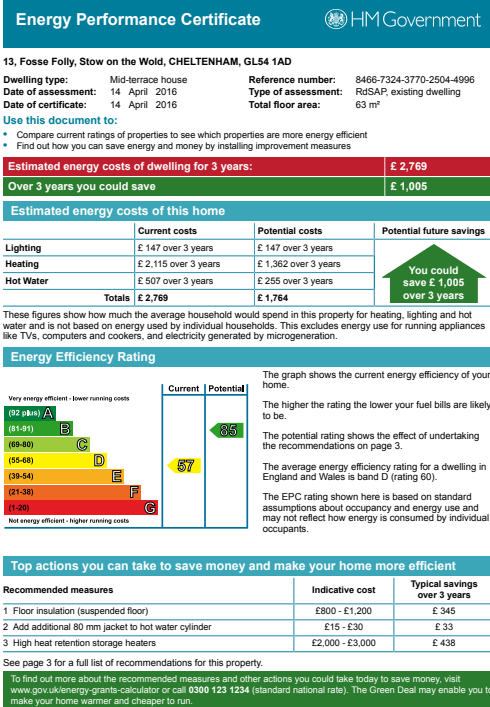 Energy Performance Certificate
HM Government
13, Fosse Folly, Stow on the Wold, CHELTENHAM, GL54 1AD
Dwelling type: Mid-terrace house Reference number: 8466-7324-3770-2504-4996
Date of assessment: 14 April 2016 Type of assessment: RdSAP, existing dwelling
Date of certificate: 14 April 2016 Total floor area: 63 m²
Use this document to:
• Compare current ratings of properties to see which properties are more energy efficient
• Find out how you can save energy and money by installing improvement measures
Estimated energy costs of dwelling for 3 years: £ 2,769
Over 3 years you could save £ 1,005
Estimated energy costs of this home
Current costs Potential costs Potential future savings
Lighting £ 147 over 3 years £ 147 over 3 years
Heating £ 2,115 over 3 years £ 1,362 over 3 years
Hot Water £ 507 over 3 years £ 255 over 3 years
Totals £ 2,769 £ 1,764
You could
save £ 1,005
over 3 years
These figures show how much the average household would spend in this property for heating, lighting and hot
water and is not based on energy used by individual households. This excludes energy use for running appliances
like TVs, computers and cookers, and electricity generated by microgeneration.
Energy Efficiency Rating
Current Potential
Very energy efficient - lower running costs
(92 plus) A
(81-91) B
(69-80) C
(55-68) D
(39-54) E
(21-38) F
(1-20) G
Not energy efficient - higher running costs
57
85
The graph shows the current energy efficiency of your
home.
The higher the rating the lower your fuel bills are likely
to be.
The potential rating shows the effect of undertaking
the recommendations on page 3.
The average energy efficiency rating for a dwelling in
England and Wales is band D (rating 60).
The EPC rating shown here is based on standard
assumptions about occupancy and energy use and
may not reflect how energy is consumed by individual
occupants.
Top actions you can take to save money and make your home more efficient
Recommended measures Indicative cost Typical savings
over 3 years
1 Floor insulation (suspended floor) £800 - £1,200 £ 345
2 Add additional 80 mm jacket to hot water cylinder £15 - £30 £ 33
3 High heat retention storage heaters £2,000 - £3,000 £ 438
See page 3 for a full list of recommendations for this property.
To find out more about the recommended measures and other actions you could take today to save money, visit
www.gov.uk/energy-grants-calculator or call 0300 123 1234 (standard national rate). The Green Deal may enable you to
make your home warmer and cheaper to run.